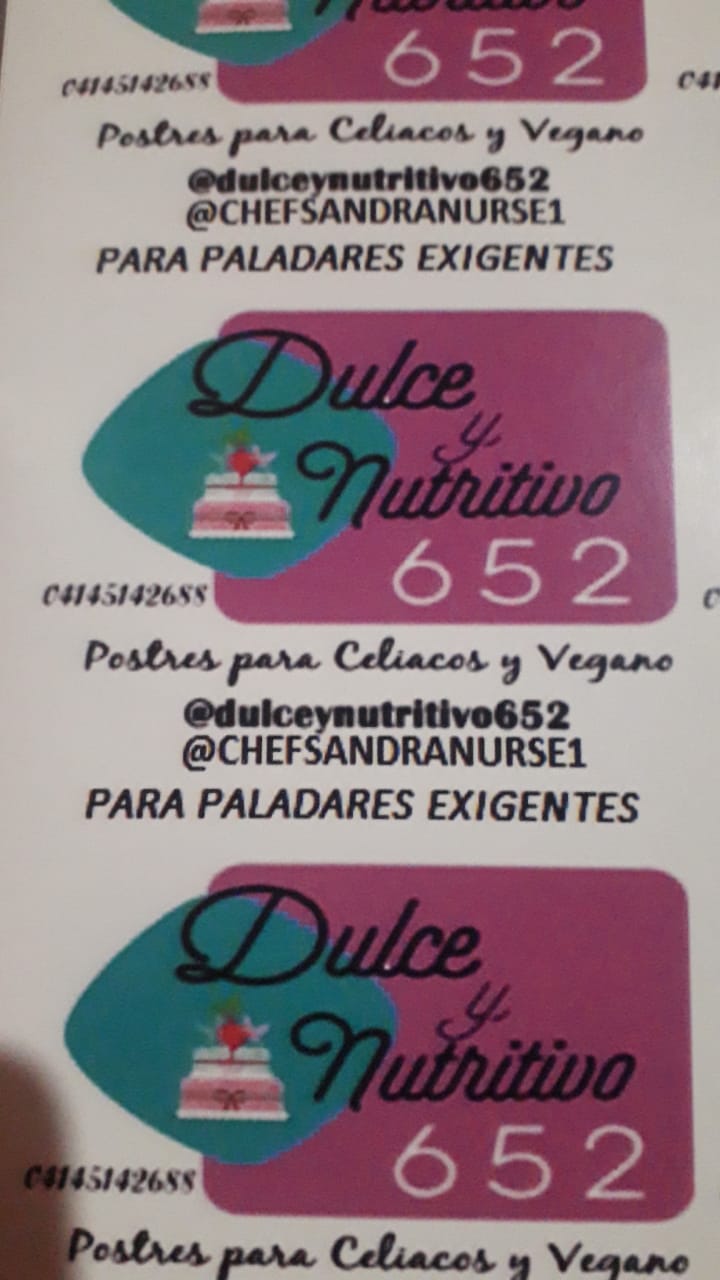 Nutritivo
652
04145142688
Postres para Celiacos y Vegano
@dulceynutritivo652
@CHEFSANDRANURSE1
PARA PALADARES EXIGENTES
Dulce
y
Nutritivo
652
04145142688
Postres para Celiacos y Vegano
@dulceynutritivo652
@CHEFSANDRANURSE1
PARA PALADARES EXIGENTES
Dulce
y
Nutritivo
652
04145142688
Postres para Celiacos y Vegano